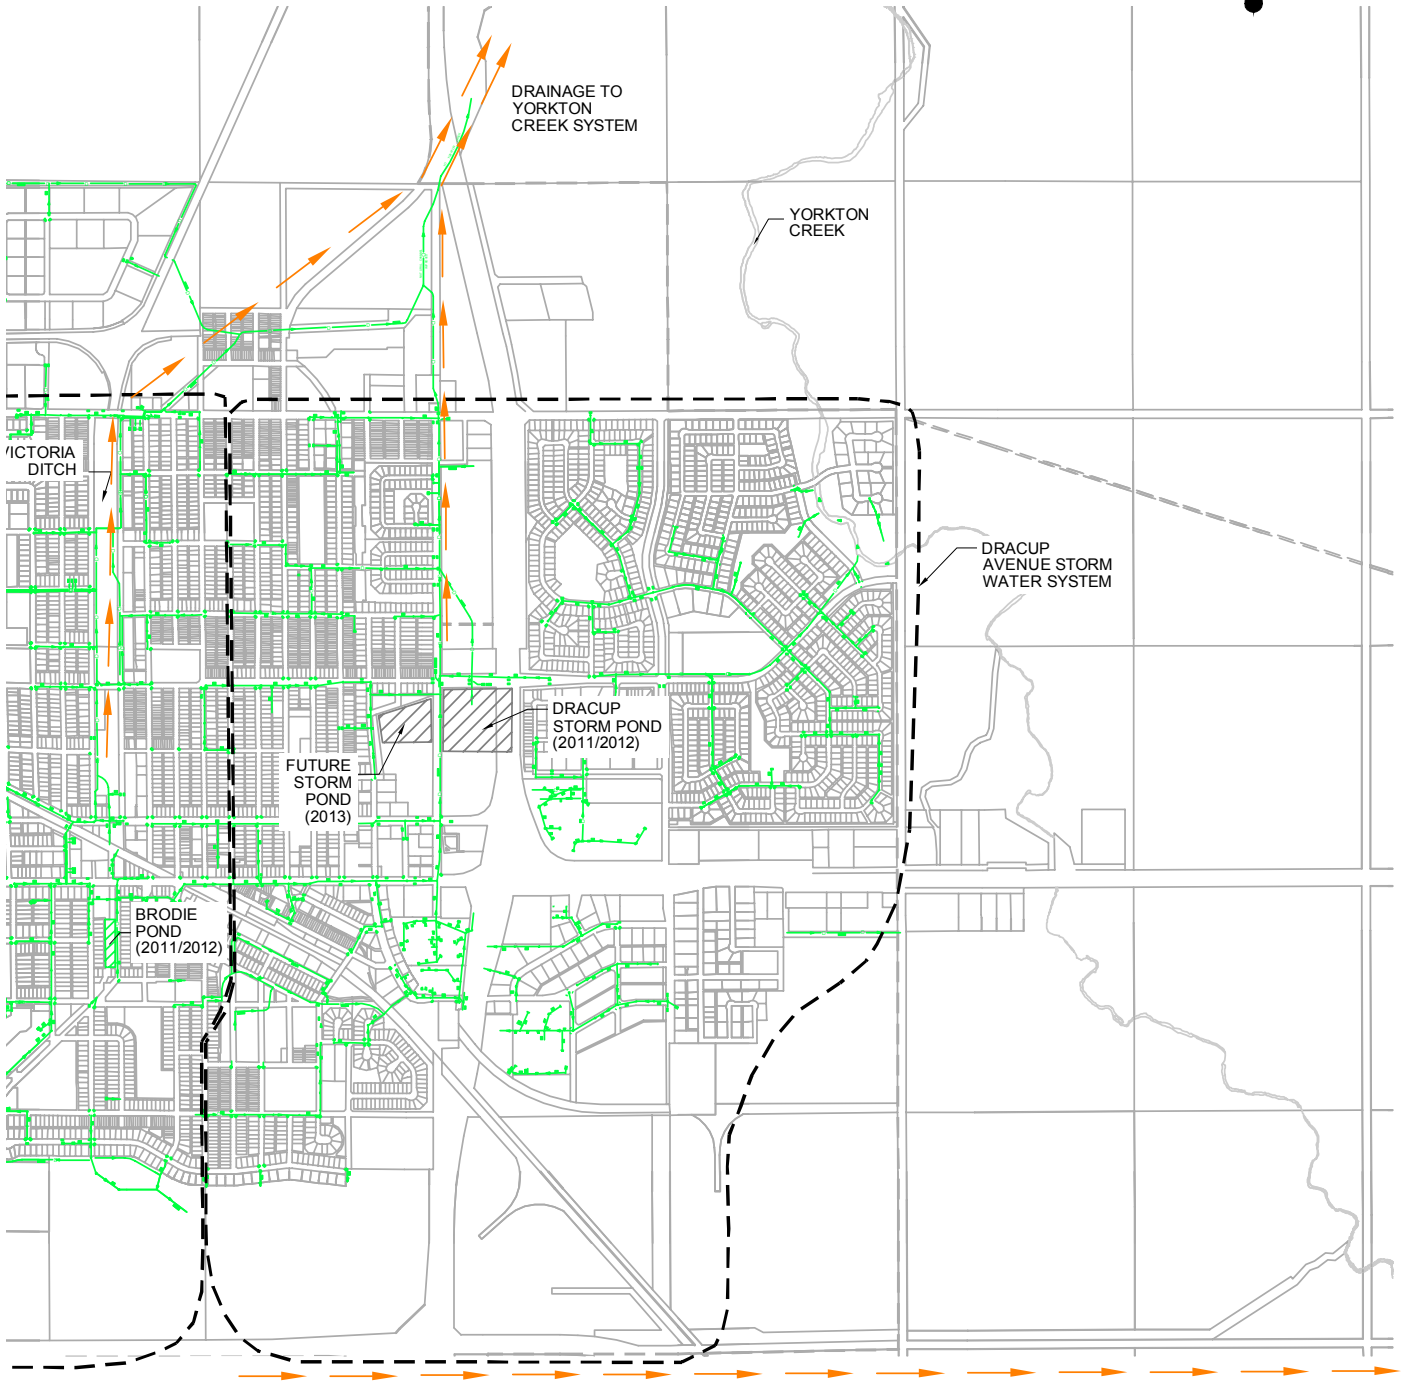 DRAINAGE TO
YORKTON
CREEK SYSTEM
YORKTON
CREEK
VICTORIA
DITCH
DRACUP
AVENUE STORM
WATER SYSTEM
DRACUP
STORM POND
(2011/2012)
FUTURE
STORM
POND
(2013)
BRODIE
POND
(2011/2012)